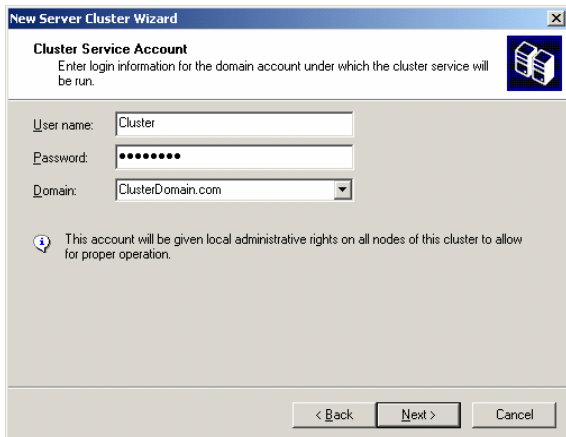 New Server Cluster Wizard
Cluster Service Account
Enter login information for the domain account under which the cluster service will
be run.
User name: Cluster
Password: ●●●●●●●●
Domain: ClusterDomain.com
This account will be given local administrative rights on all nodes of this cluster to allow
for proper operation.
< Back Next > Cancel